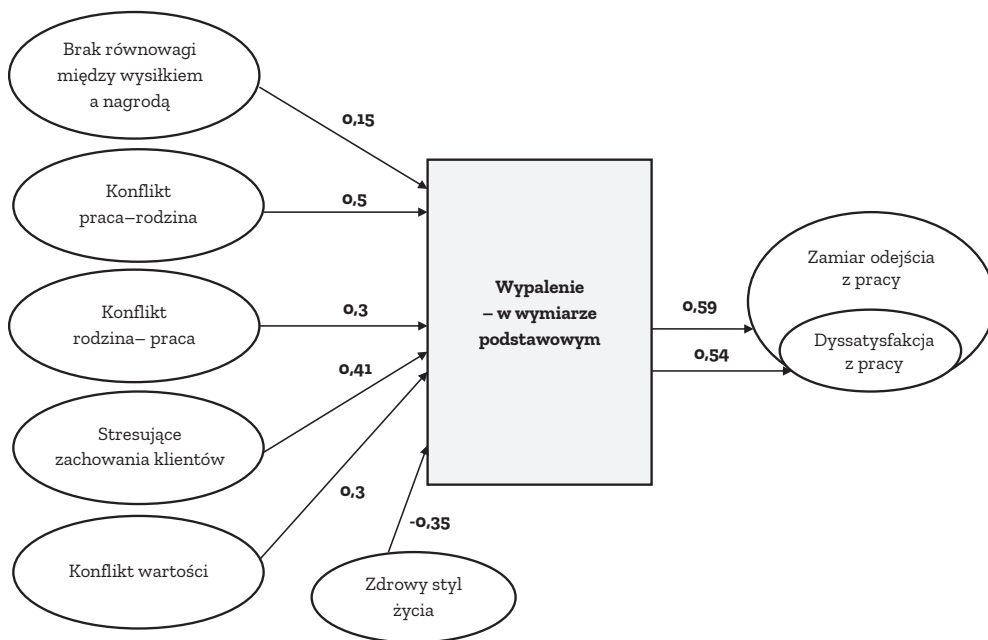 Brak równowagi
między wysiłkiem
a nagrodą
0,15
Konflikt
praca–rodzina
0,5
Konflikt
rodzina– praca
0,3
Stresujące
zachowania klientów
0,41
Konflikt wartości
0,3
Zdrowy styl
życia
-0,35
Wypalenie
– w wymiarze
podstawowym
0,59
0,54
Zamiar odejścia
z pracy
Dyssatysfakcja
z pracy